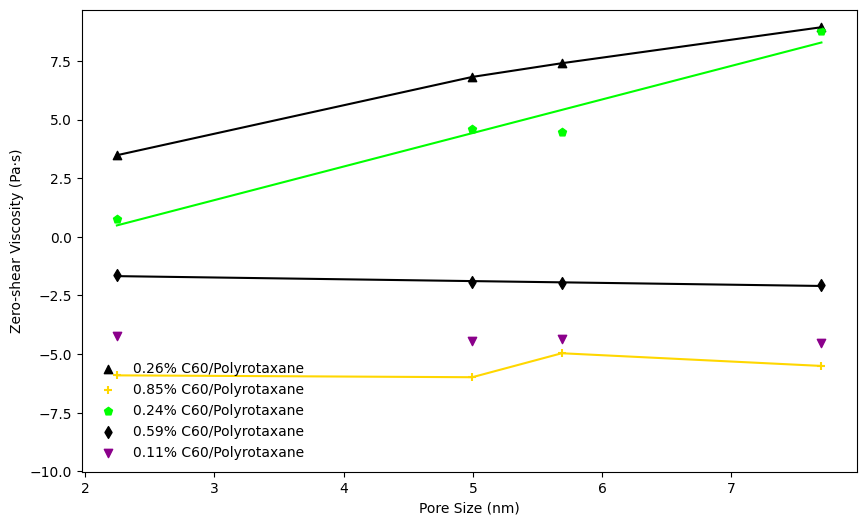 7.5
5.0
2.5
0.0
−2.5
−5.0
−7.5
−10.0
Zero-shear Viscosity (Pa·s)
0.26% C60/Polyrotaxane
0.85% C60/Polyrotaxane
0.24% C60/Polyrotaxane
0.59% C60/Polyrotaxane
0.11% C60/Polyrotaxane
2 3 4 5 6 7
Pore Size (nm)